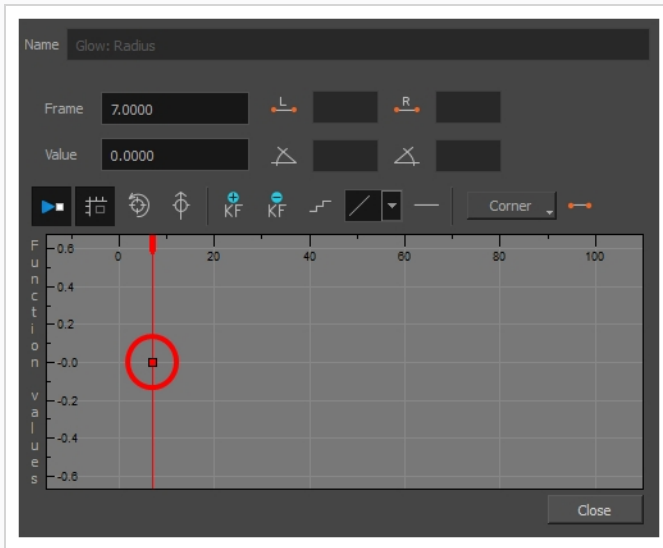 Name Glow: Radius
Frame 7.0000 L R
Value 0.0000
KF KF Corner
Function values
0 20 40 60 80 100
-0.6
-0.4
-0.2
-0.0
-0.2
-0.4
-0.6
Close